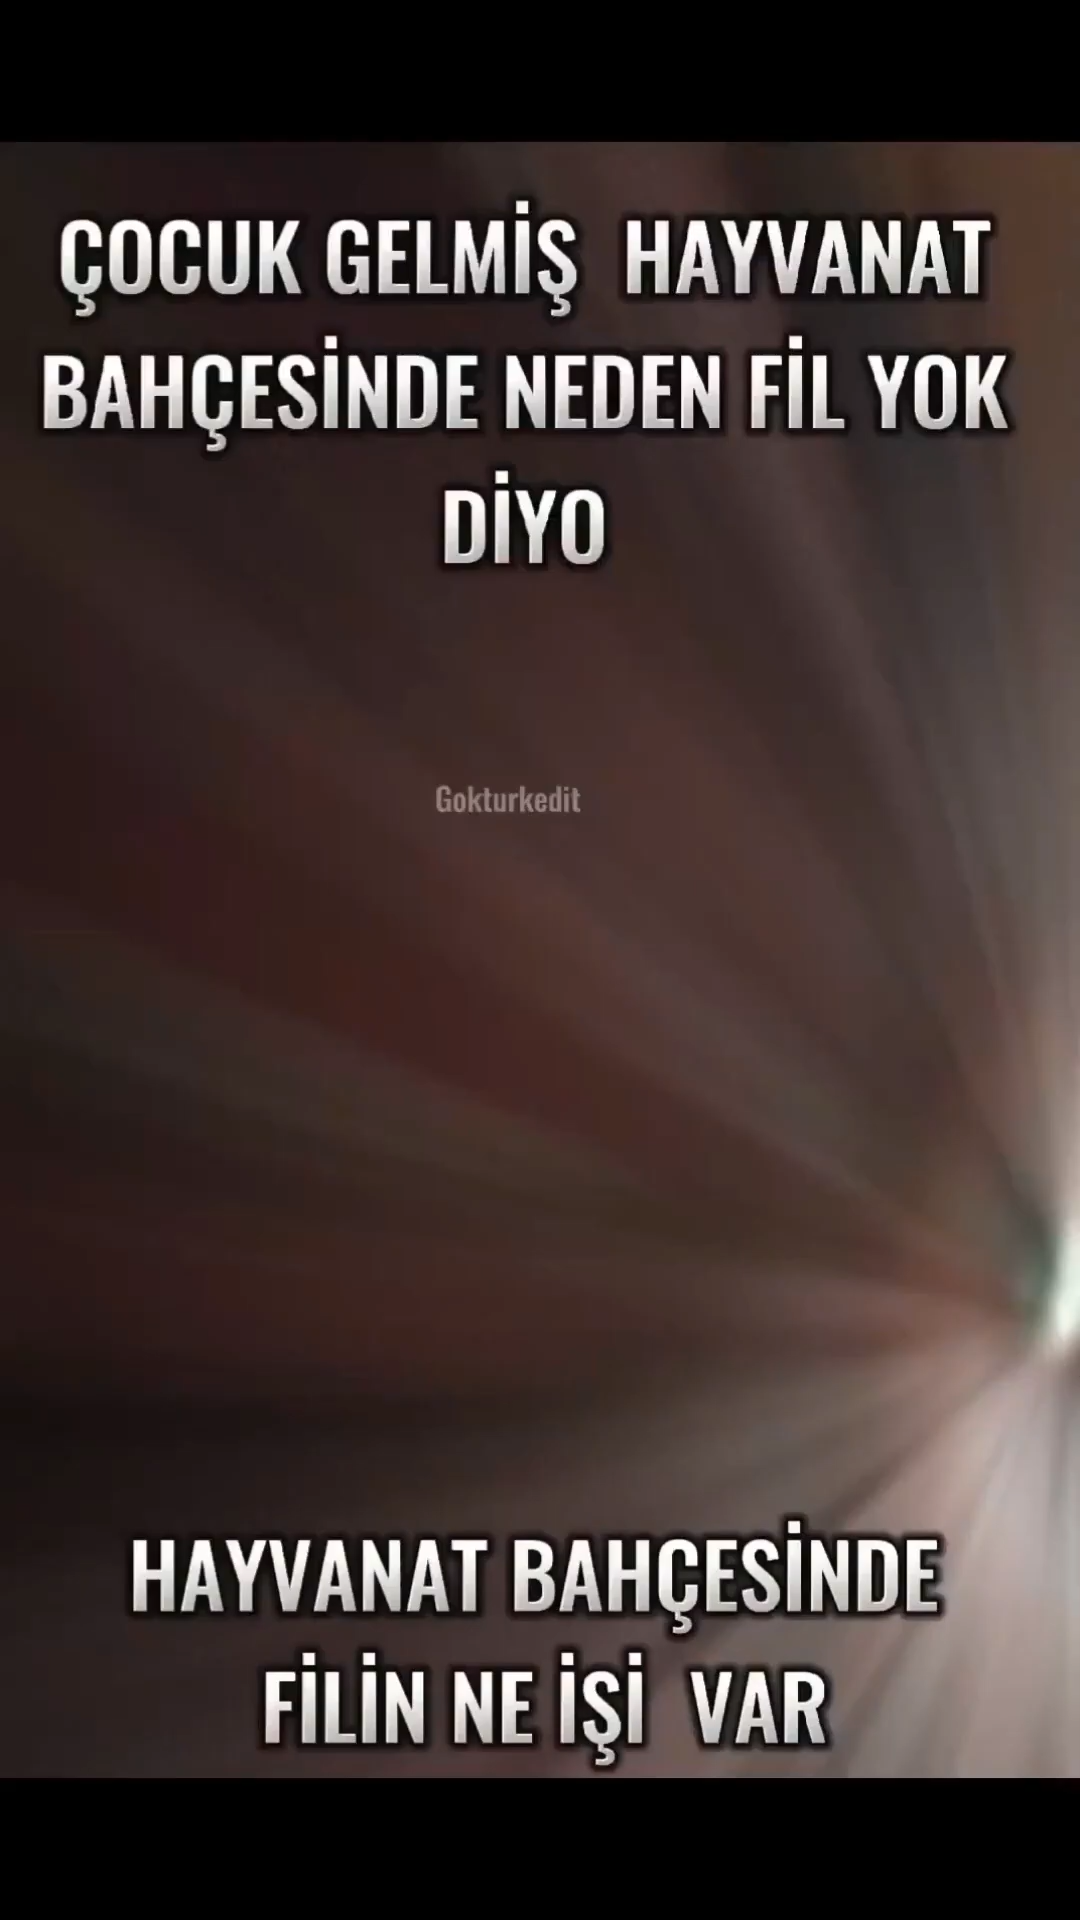 ÇOCUK GELMİŞ HAYVANAT
BAHÇESİNDE NEDEN FİL YOK
DİYO
Gokturkedit
HAYVANAT BAHÇESİNDE
FİLİN NE İŞİ VAR